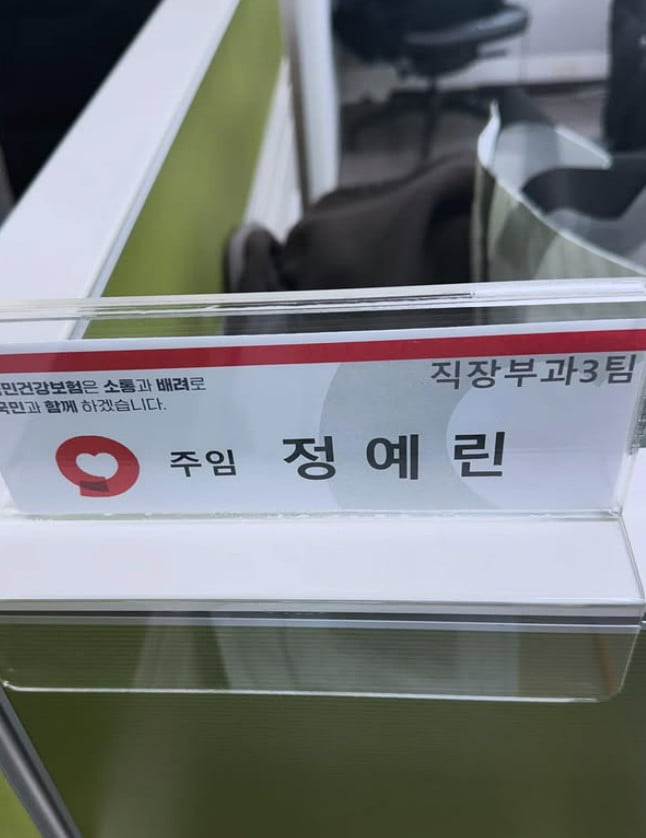 민건강보험은 소통과 배려로
국민과 함께 하겠습니다.
직장부과3팀
주임 정예린